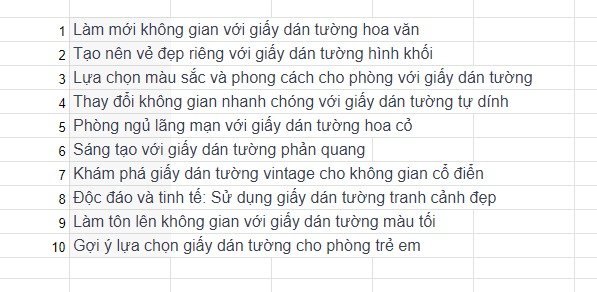 1 Làm mới không gian với giấy dán tường hoa văn
2 Tạo nên vẻ đẹp riêng với giấy dán tường hình khối
3 Lựa chọn màu sắc và phong cách cho phòng với giấy dán tường
4 Thay đổi không gian nhanh chóng với giấy dán tường tự dính
5 Phòng ngủ lãng mạn với giấy dán tường hoa cỏ
6 Sáng tạo với giấy dán tường phản quang
7 Khám phá giấy dán tường vintage cho không gian cổ điển
8 Độc đáo và tinh tế: Sử dụng giấy dán tường tranh cảnh đẹp
9 Làm tôn lên không gian với giấy dán tường màu tối
10 Gợi ý lựa chọn giấy dán tường cho phòng trẻ em